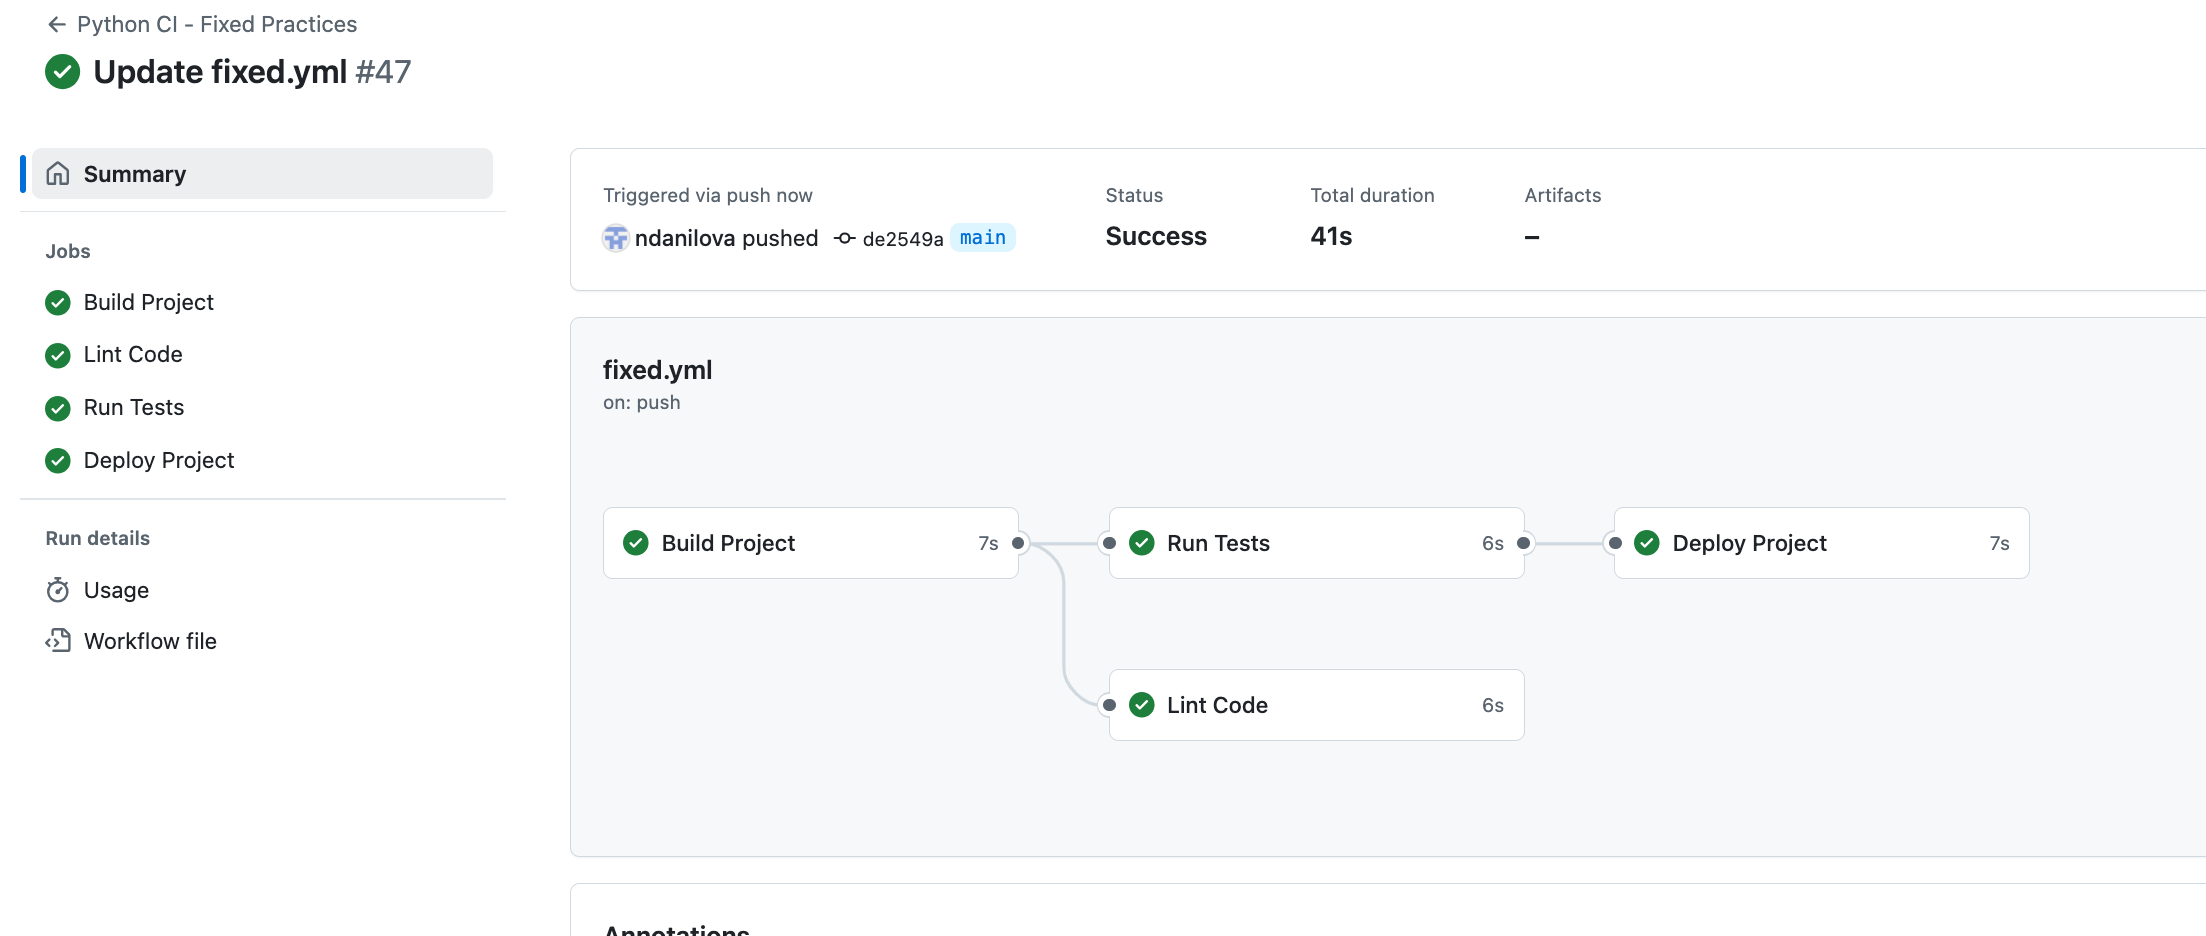 Python CI - Fixed Practices
Update fixed.yml #47
Summary
Jobs
Build Project
Lint Code
Run Tests
Deploy Project
Run details
Usage
Workflow file
Triggered via push now
ndanilova pushed de2549a main
Status
Success
Total duration
41s
Artifacts
–
fixed.yml
on: push
Build Project 7s
Run Tests 6s
Deploy Project 7s
Lint Code 6s
Annotations